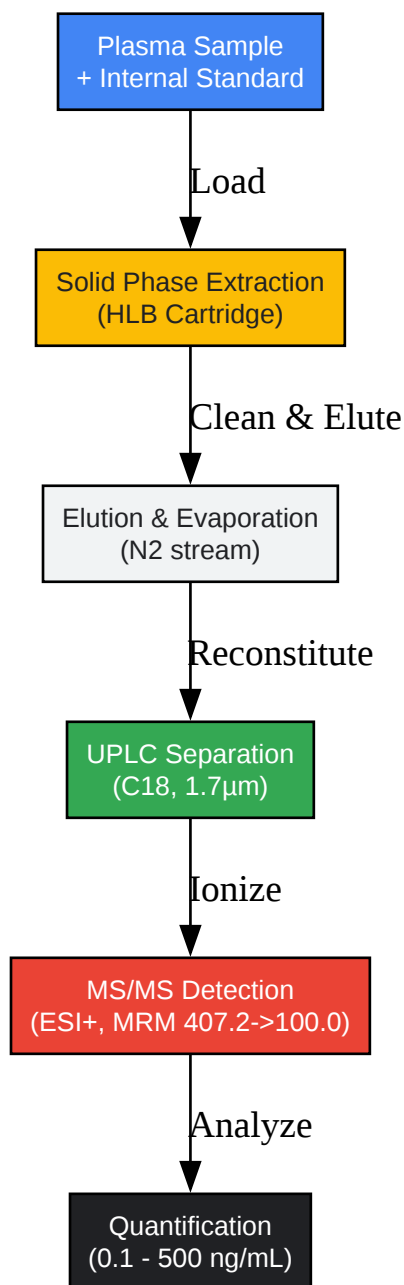 Plasma Sample
+ Internal Standard
Load
Solid Phase Extraction
(HLB Cartridge)
Clean & Elute
Elution & Evaporation
(N2 stream)
Reconstitute
UPLC Separation
(C18, 1.7µm)
Ionize
MS/MS Detection
(ESI+, MRM 407.2->100.0)
Analyze
Quantification
(0.1 - 500 ng/mL)